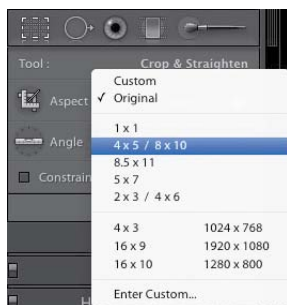 Tool : Crop & Straighten
Custom
Aspect ✓ Original
1 x 1
4 x 5 / 8 x 10
Angle
8.5 x 11
5 x 7
Constrain
2 x 3 / 4 x 6
4 x 3 1024 x 768
16 x 9 1920 x 1080
16 x 10 1280 x 800
Enter Custom...